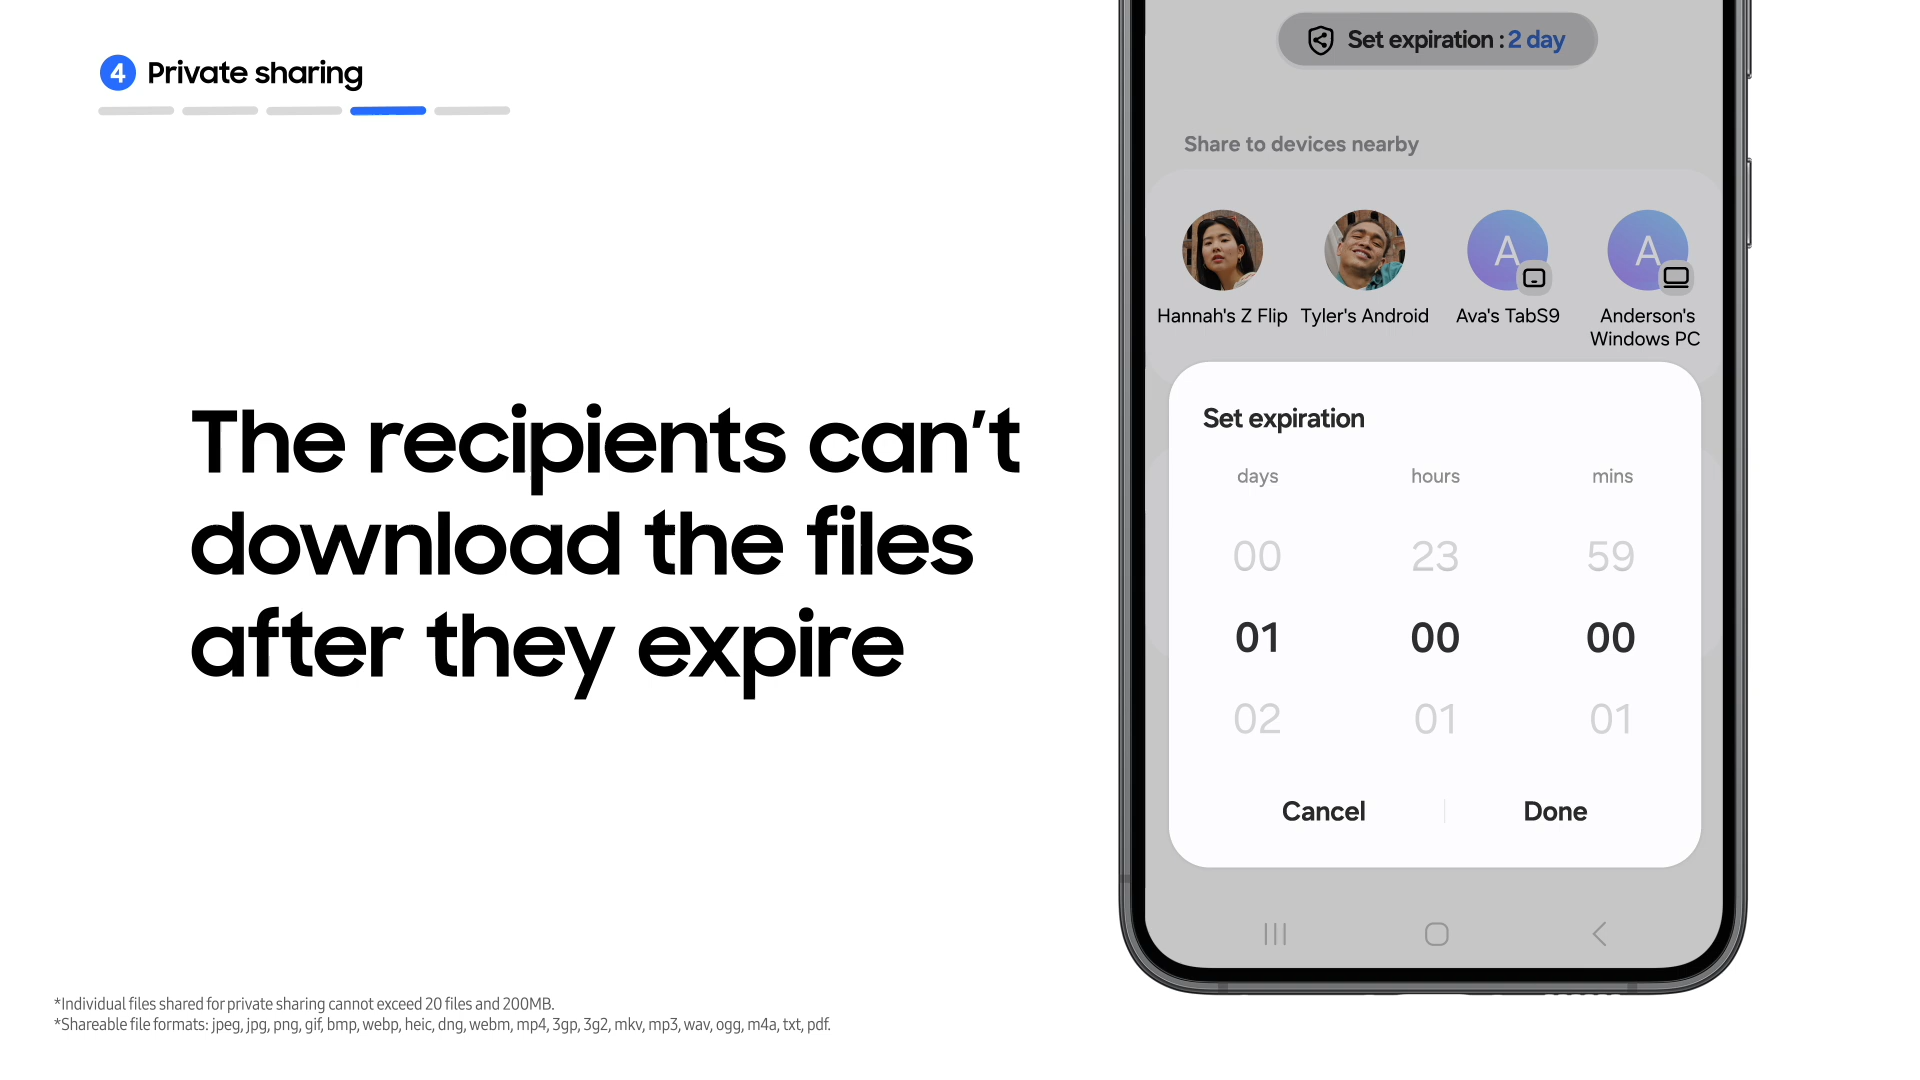 4 Private sharing
The recipients can’t
download the files
after they expire
*Individual files shared for private sharing cannot exceed 20 files and 200MB.
*Shareable file formats: jpeg, jpg, png, gif, bmp, webp, heic, dng, webm, mp4, 3gp, 3g2, mkv, mp3, wav, ogg, m4a, txt, pdf.
Set expiration : 2 day
Share to devices nearby
A A
Hannah's Z Flip Tyler's Android Ava's TabS9 Anderson's
Windows PC
Set expiration
days hours mins
00 23 59
01 00 00
02 01 01
Cancel Done